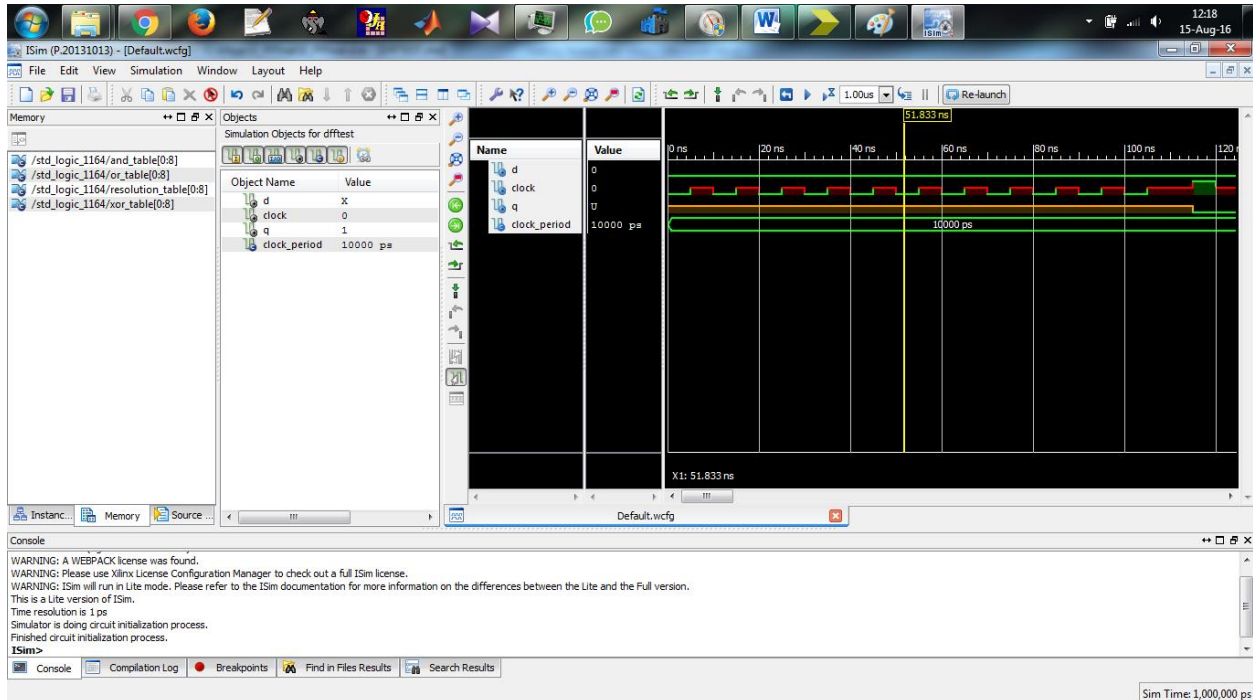 12:18
15-Aug-16
ISim
ISim (P.20131013) - [Default.wcfg]
File Edit View Simulation Window Layout Help
1.00us Re-launch
Memory
/std_logic_1164/and_table[0:8]
/std_logic_1164/or_table[0:8]
/std_logic_1164/resolution_table[0:8]
/std_logic_1164/xor_table[0:8]
Objects
Simulation Objects for dfftest
Object Name Value
d X
clock 0
q 1
clock_period 10000 ps
51.833 ns
Name Value
0 ns 20 ns 40 ns 60 ns 80 ns 100 ns 120
d 0
clock 0
q U
clock_period 10000 ps 10000 ps
X1: 51.833 ns
Instanc... Memory Source ...
Default.wcfg
Console
WARNING: A WEBPACK license was found.
WARNING: Please use Xilinx License Configuration Manager to check out a full ISim license.
WARNING: ISim will run in Lite mode. Please refer to the ISim documentation for more information on the differences between the Lite and the Full version.
This is a Lite version of ISim.
Time resolution is 1 ps
Simulator is doing circuit initialization process.
Finished circuit initialization process.
ISim>
Console Compilation Log Breakpoints Find in Files Results Search Results
Sim Time: 1,000,000 ps